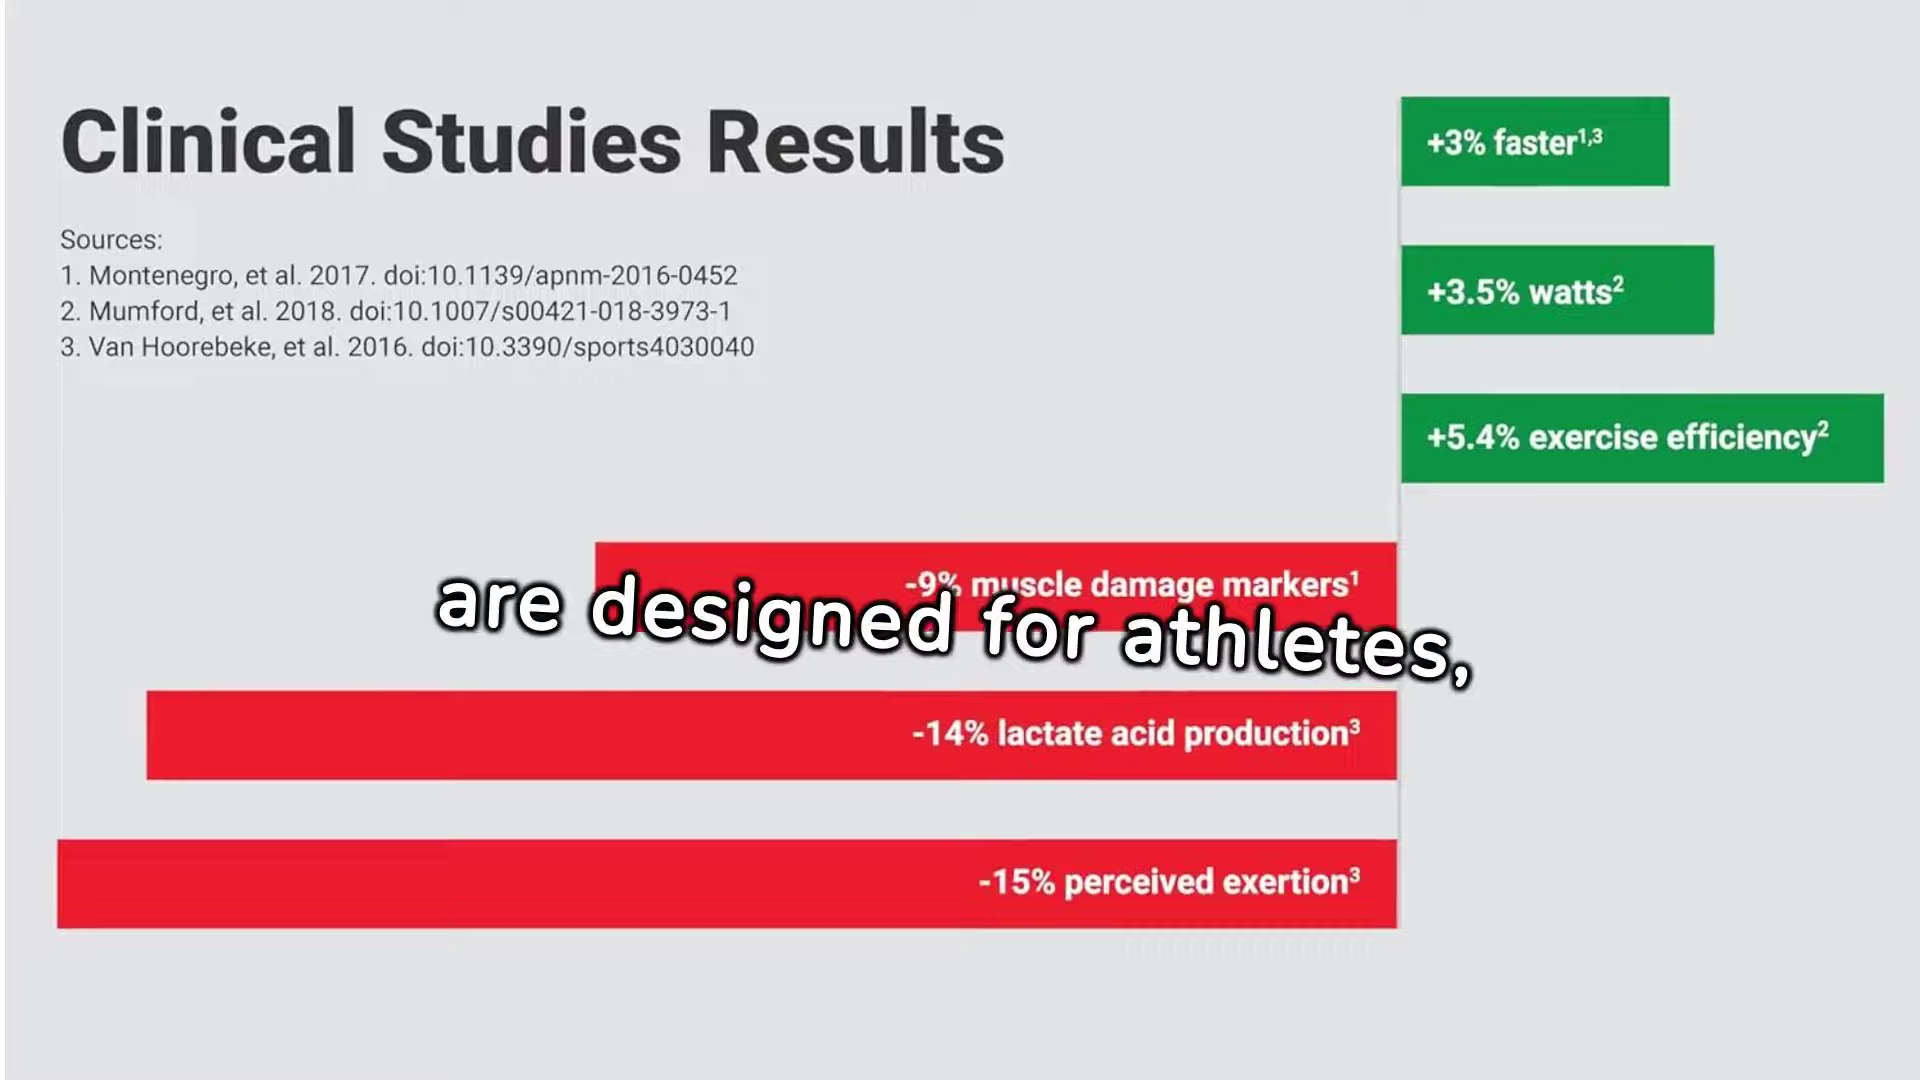 Clinical Studies Results
Sources:
1. Montenegro, et al. 2017. doi:10.1139/apnm-2016-0452
2. Mumford, et al. 2018. doi:10.1007/s00421-018-3973-1
3. Van Hoorebeke, et al. 2016. doi:10.3390/sports4030040
+3% faster1,3
+3.5% watts2
+5.4% exercise efficiency2
-9% muscle damage markers1
are designed for athletes,
-14% lactate acid production3
-15% perceived exertion3